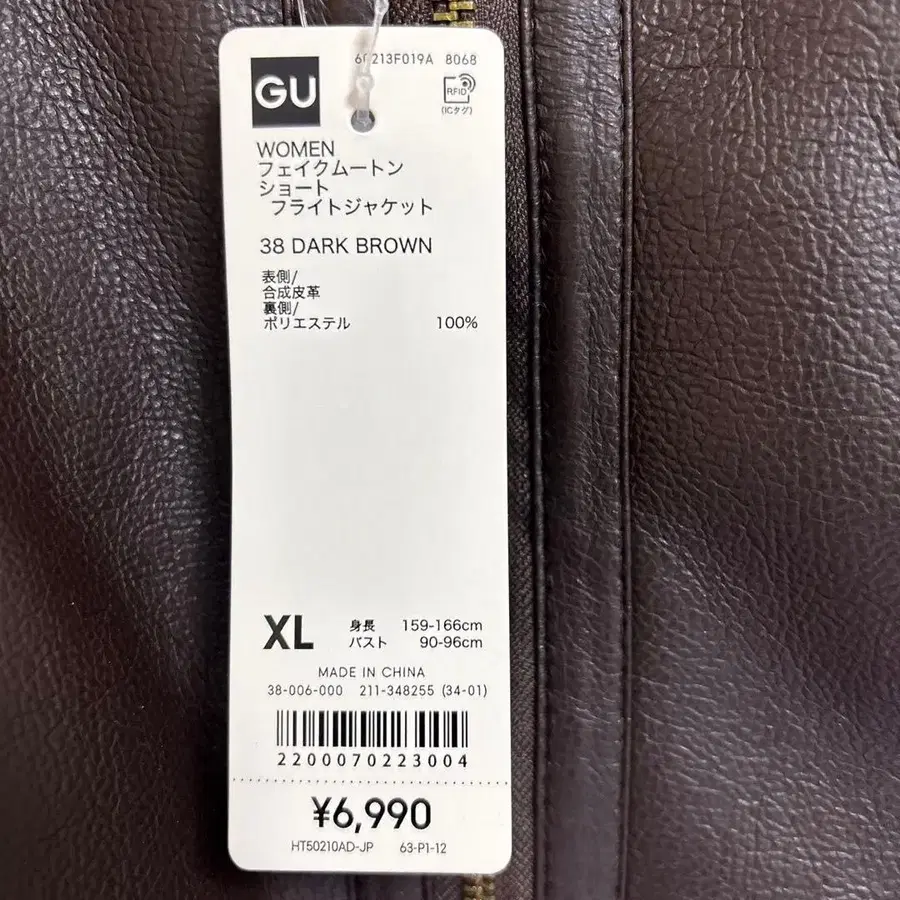 GU
60213F019A 8068
RFID
(ICタグ)
WOMEN
フェイクムートン
ショート
フライトジャケット
38 DARK BROWN
表側/
合成皮革
裏側/
ポリエステル 100%
XL
身長 159-166cm
バスト 90-96cm
MADE IN CHINA
38-006-000 211-348255 (34-01)
2200070223004
¥6,990
HT50210AD-JP 63-P1-12